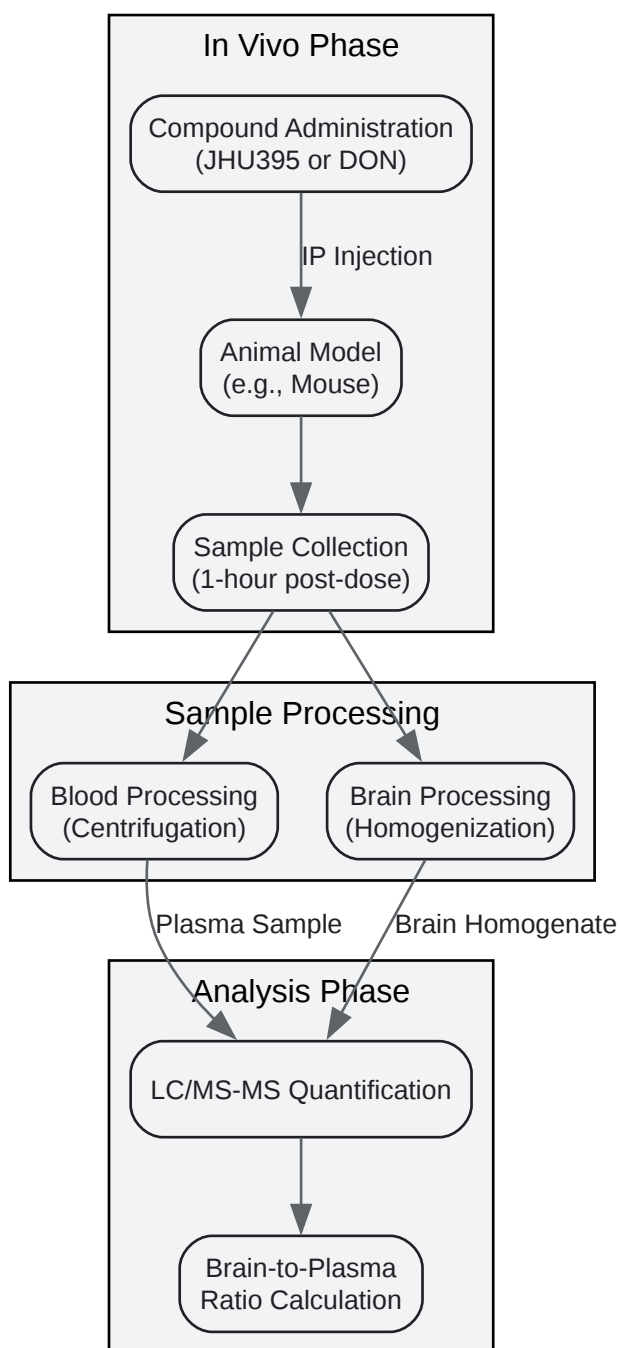 In Vivo Phase
Compound Administration
(JHU395 or DON)
IP Injection
Animal Model
(e.g., Mouse)
Sample Collection
(1-hour post-dose)
Sample Processing
Blood Processing
(Centrifugation)
Brain Processing
(Homogenization)
Plasma Sample
Brain Homogenate
Analysis Phase
LC/MS-MS Quantification
Brain-to-Plasma
Ratio Calculation